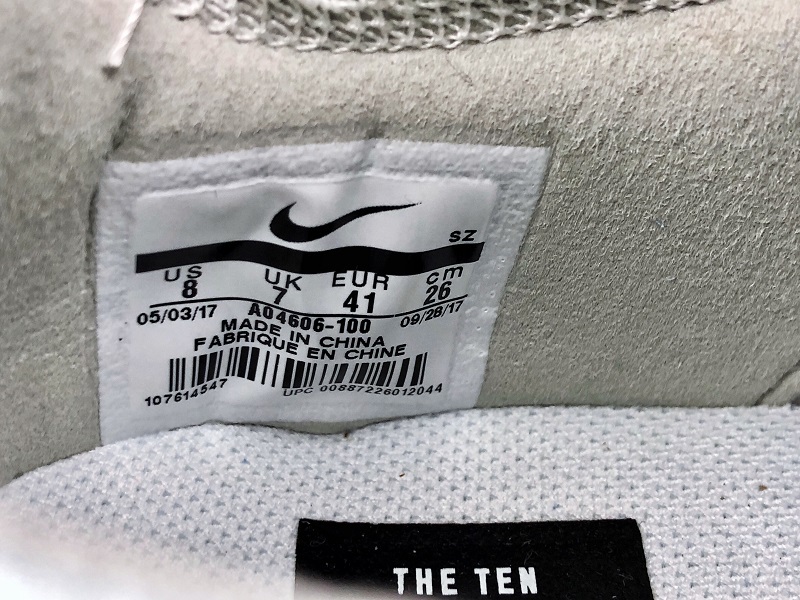 SZ
US UK EUR cm
8 7 41 26
05/03/17 A04606-100 09/28/17
MADE IN CHINA
FABRIQUE EN CHINE
107614547 UPC 00887226012044
THE TEN